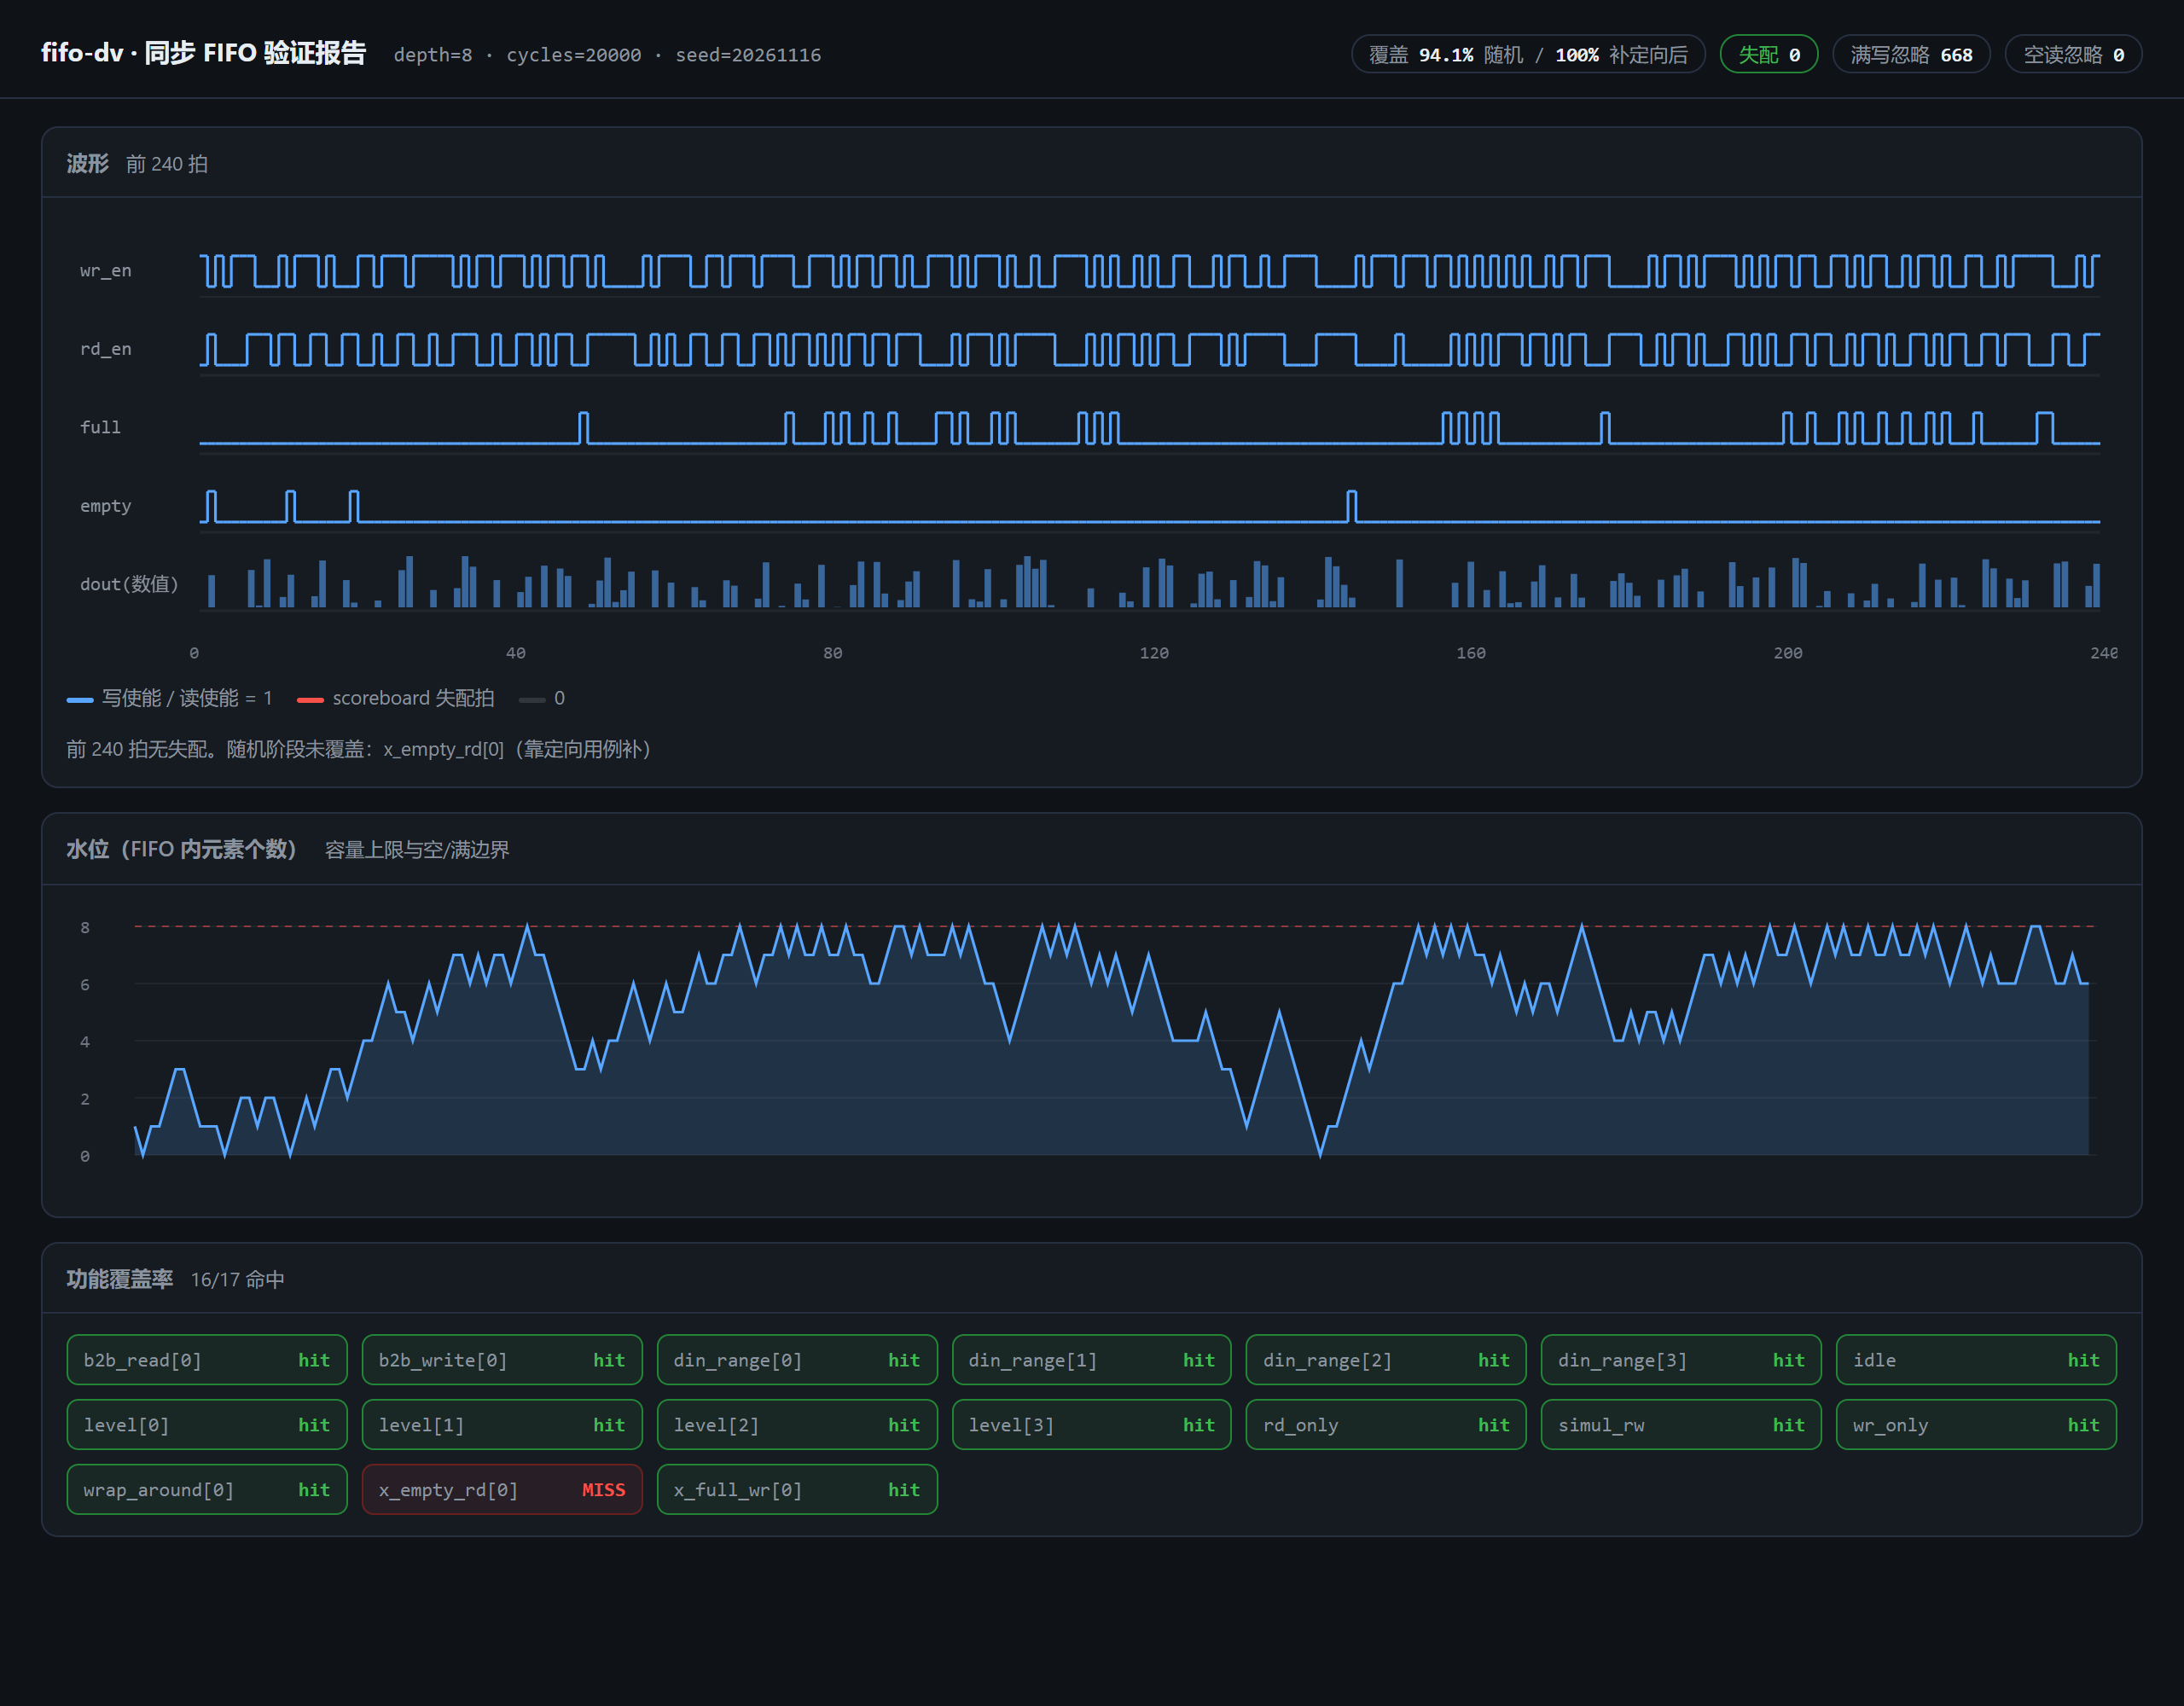 fifo-dv · 同步 FIFO 验证报告 depth=8 · cycles=20000 · seed=20261116 覆盖 94.1% 随机 / 100% 补定向后 失配 0 满写忽略 668 空读忽略 0
波形 前 240 拍
wr_en
rd_en
full
empty
dout(数值)
0 40 80 120 160 200 240
写使能 / 读使能 = 1 scoreboard 失配拍 0
前 240 拍无失配。随机阶段未覆盖：x_empty_rd[0]（靠定向用例补）
水位（FIFO 内元素个数） 容量上限与空/满边界
8
6
4
2
0
功能覆盖率 16/17 命中
b2b_read[0] hit b2b_write[0] hit din_range[0] hit din_range[1] hit din_range[2] hit din_range[3] hit idle hit
level[0] hit level[1] hit level[2] hit level[3] hit rd_only hit simul_rw hit wr_only hit
wrap_around[0] hit x_empty_rd[0] MISS x_full_wr[0] hit